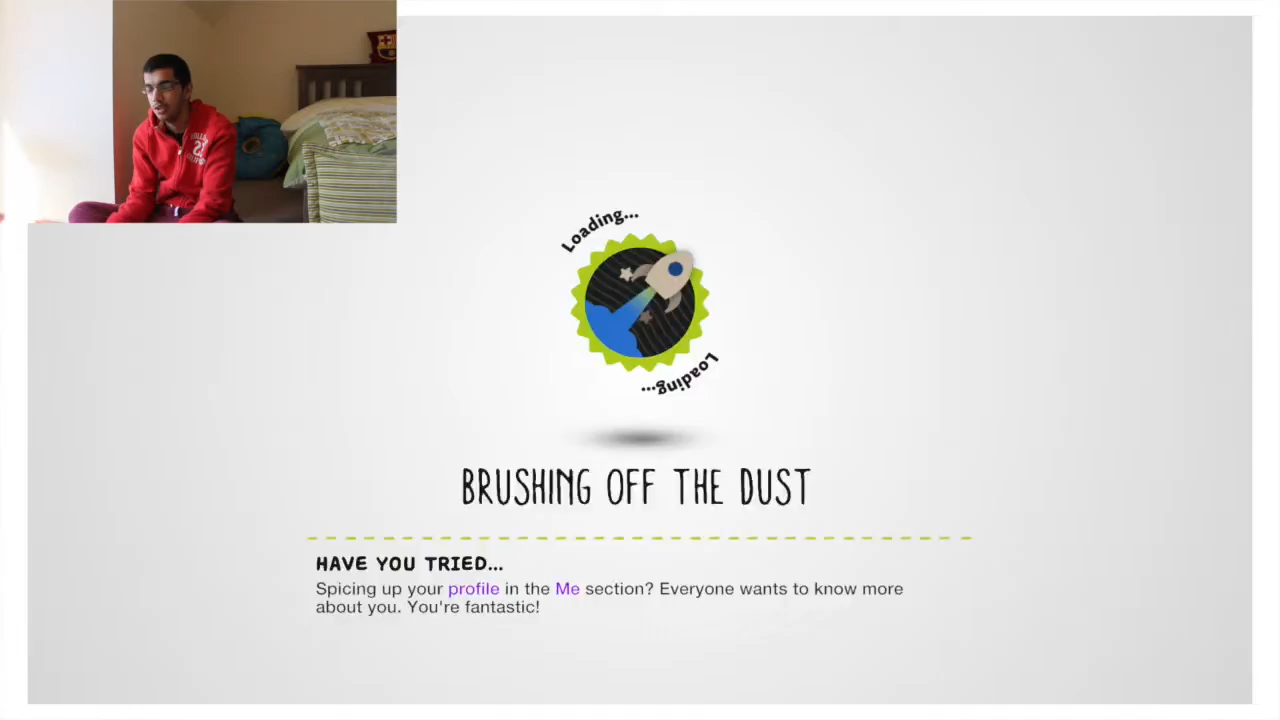 Loading...
Loading...
BRUSHING OFF THE DUST
HAVE YOU TRIED...
Spicing up your profile in the Me section? Everyone wants to know more
about you. You're fantastic!